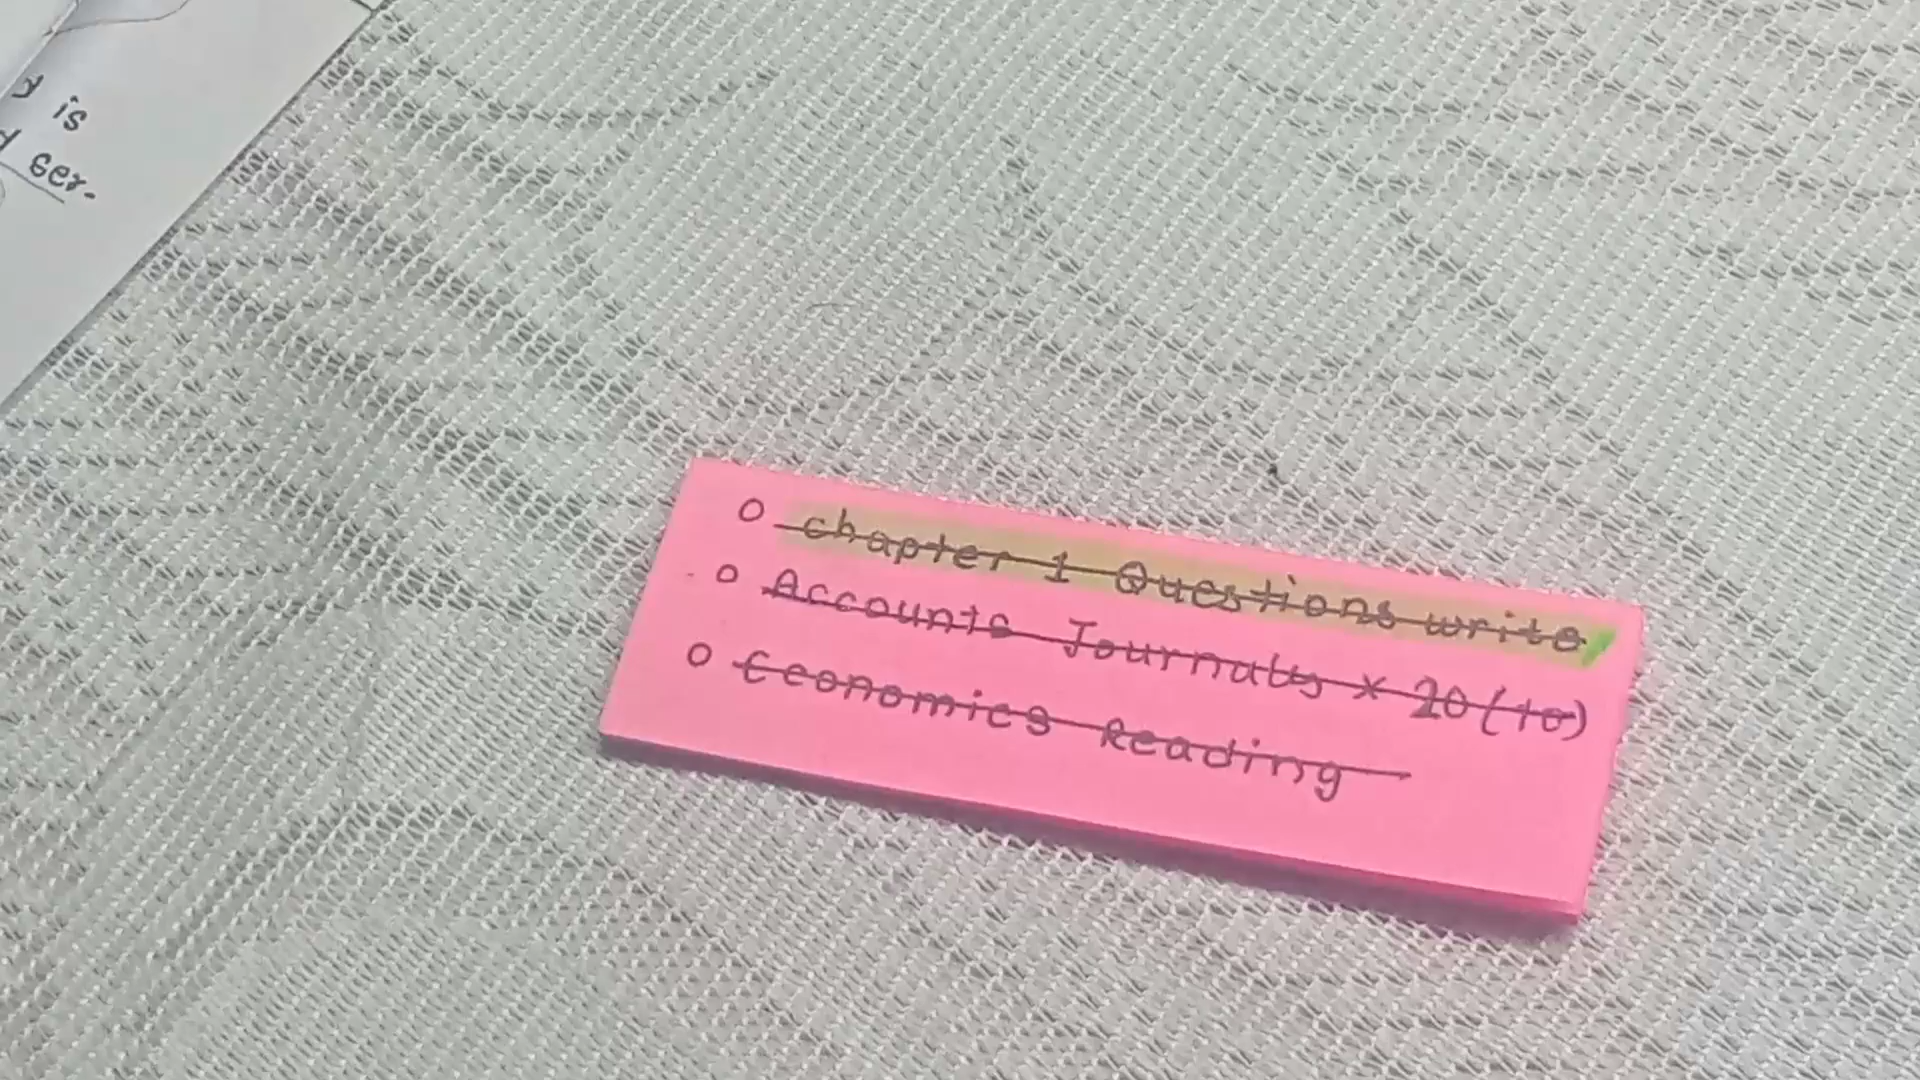 is
ser-
o chapter 1 Questions write
o Accounts Journals x 20 (10)
o Economics Reading